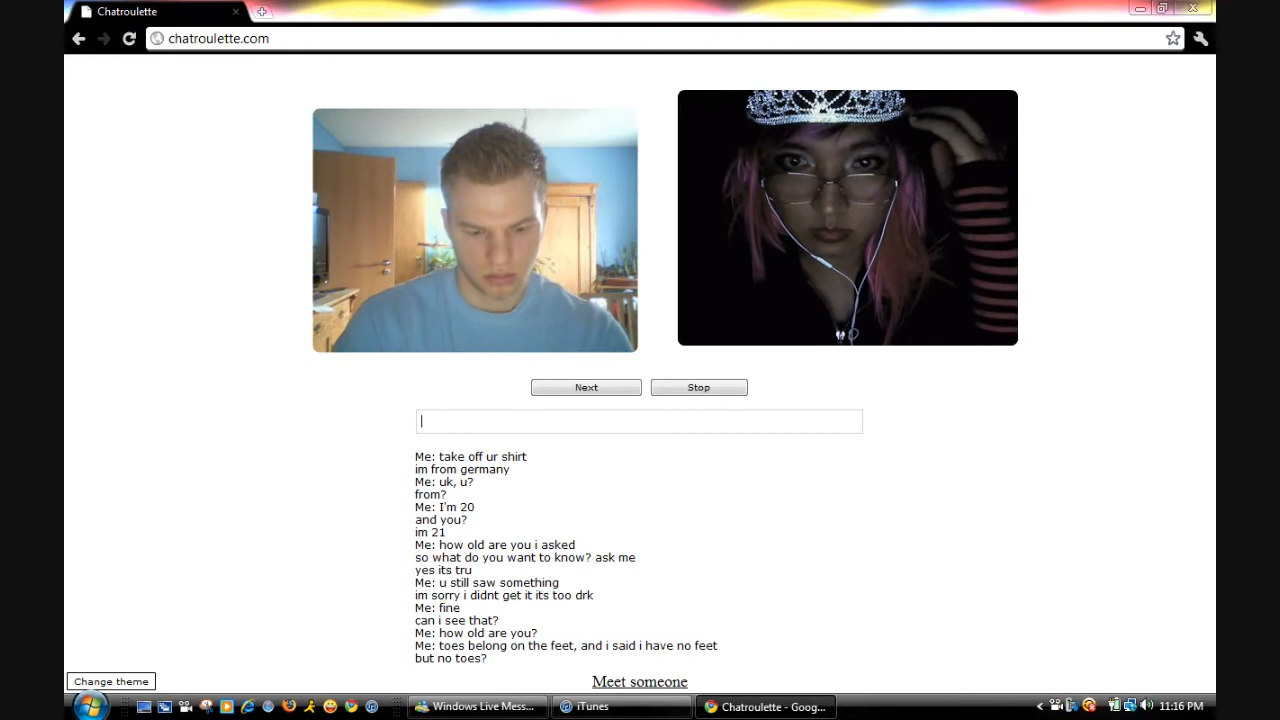 Chatroulette
chatroulette.com
Next
Stop
Me: take off ur shirt
im from germany
Me: uk, u?
from?
Me: I'm 20
and you?
im 21
Me: how old are you i asked
so what do you want to know? ask me
yes its tru
Me: u still saw something
im sorry i didnt get it its too drk
Me: fine
can i see that?
Me: how old are you?
Me: toes belong on the feet, and i said i have no feet
but no toes?
Change theme
Meet someone
Windows Live Mess...
iTunes
Chatroulette - Goog...
11:16 PM